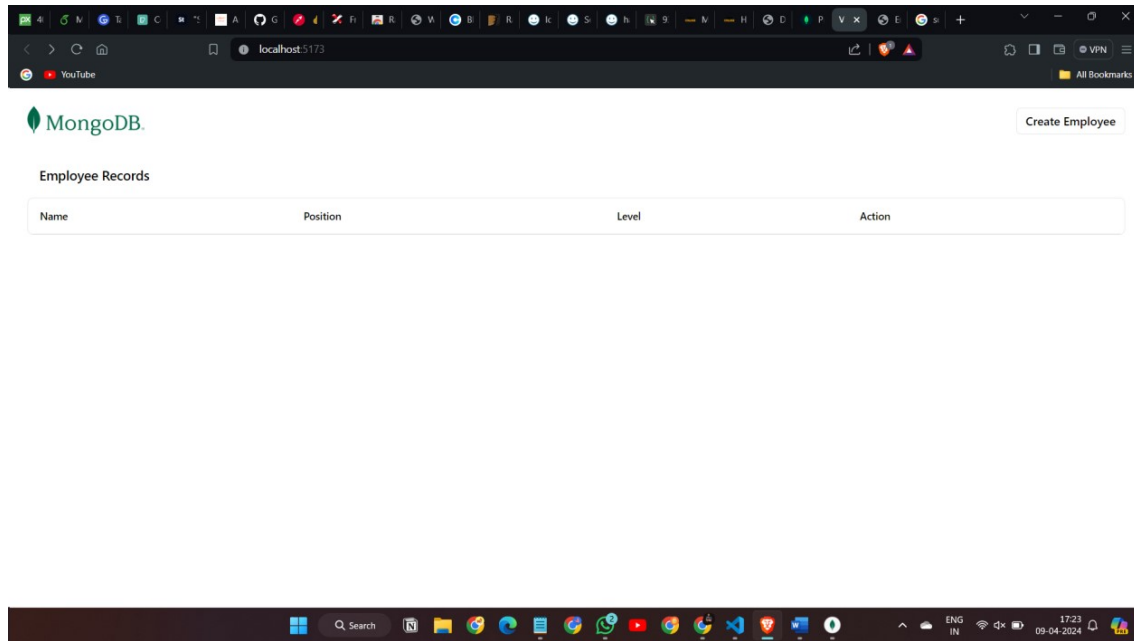 localhost:5173
VPN
YouTube
All Bookmarks
MongoDB.
Create Employee
Employee Records
Name Position Level Action
Search
ENG
IN
17:23
09-04-2024